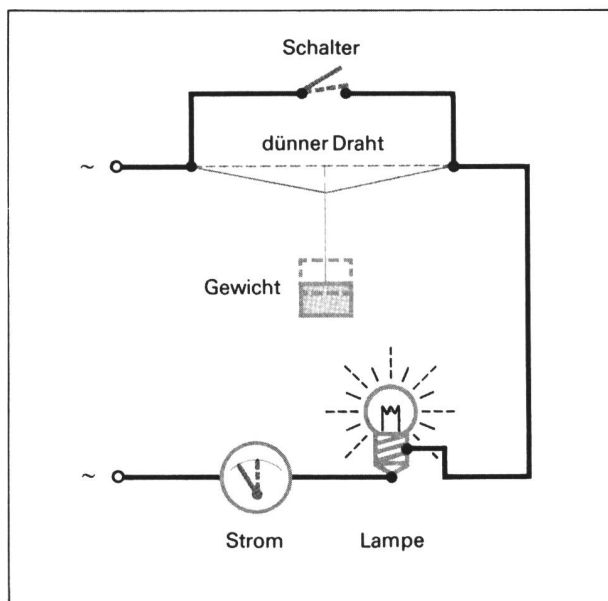 Schalter
dünner Draht
~
Gewicht
~
Strom
Lampe